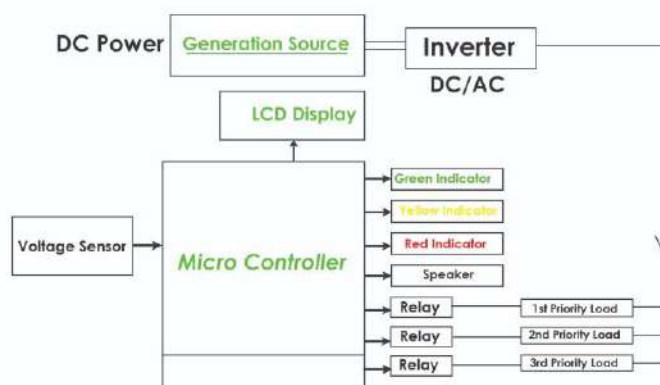 DC Power
Generation Source
Inverter
DC/AC
LCD Display
Voltage Sensor
Micro Controller
Green Indicator
Yellow Indicator
Red Indicator
Speaker
Relay
1st Priority Load
Relay
2nd Priority Load
Relay
3rd Priority Load